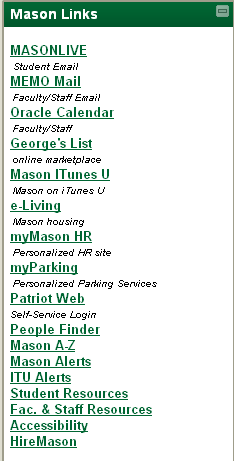 Mason Links
MASONLIVE
Student Email
MEMO Mail
Faculty/Staff Email
Oracle Calendar
Faculty/Staff
George's List
online marketplace
Mason ITunes U
Mason on iTunes U
e-Living
Mason housing
myMason HR
Personalized HR site
myParking
Personalized Parking Services
Patriot Web
Self-Service Login
People Finder
Mason A-Z
Mason Alerts
ITU Alerts
Student Resources
Fac. & Staff Resources
Accessibility
HireMason